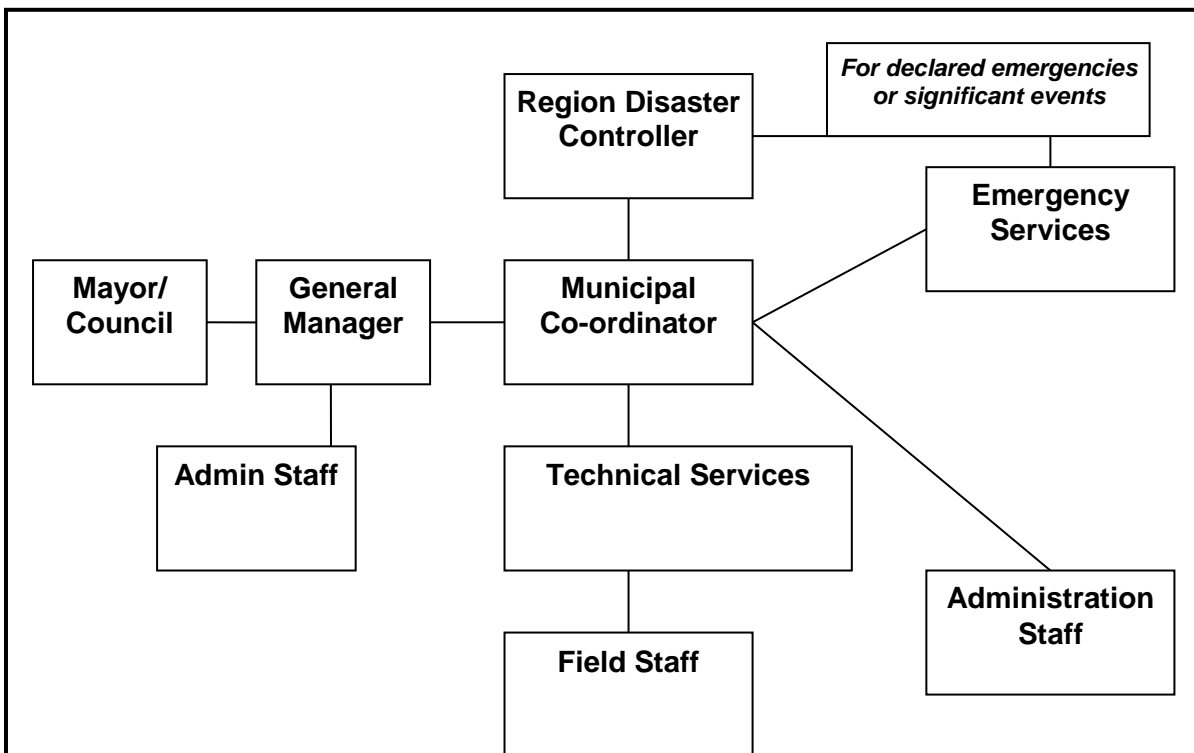 For declared emergencies
or significant events
Region Disaster
Controller
Emergency
Services
Mayor/
Council
General
Manager
Municipal
Co-ordinator
Admin Staff
Technical Services
Administration
Staff
Field Staff